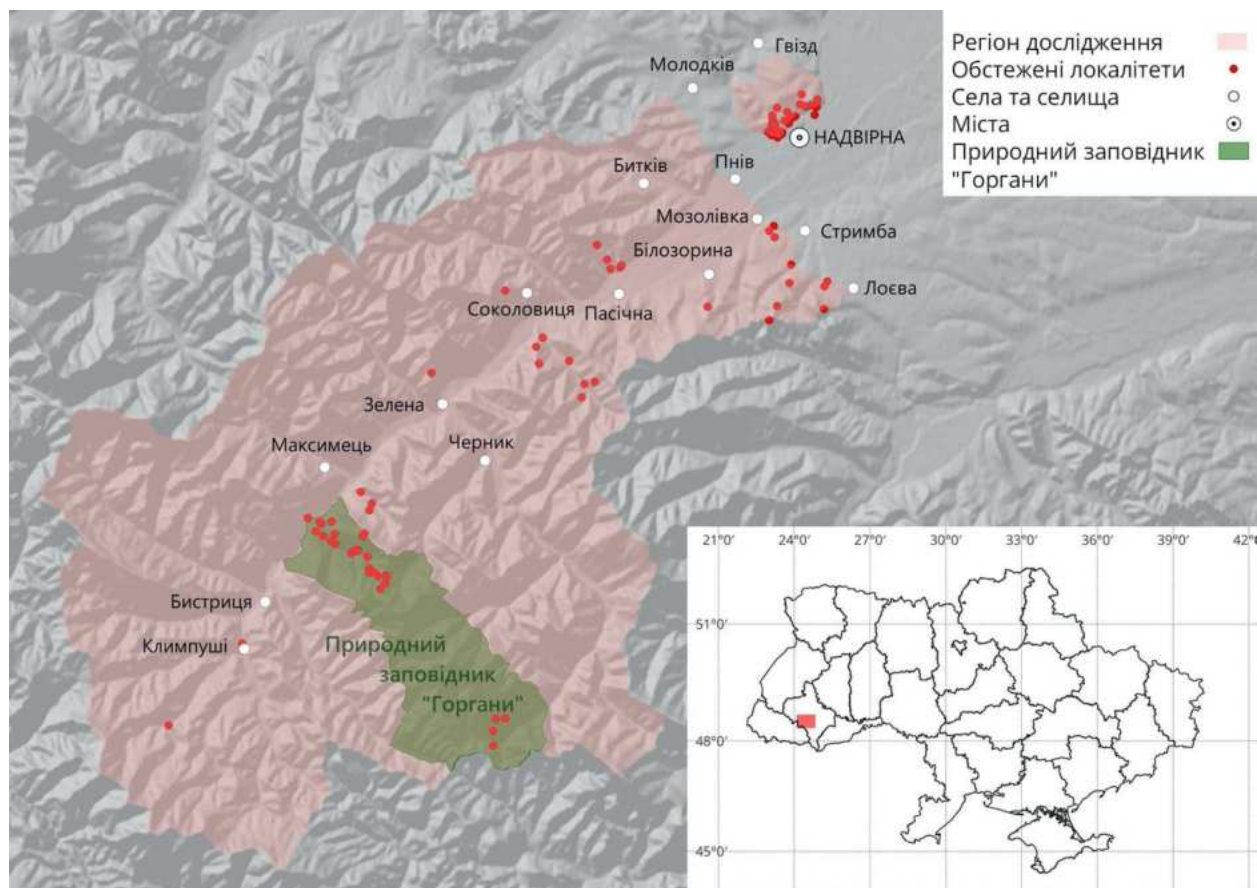 Гвізд
Молодків
НАДВІРНА
Пнів
Битків
Мозолівка
Стримба
Білозорина
Лоєва
Соколовиця
Пасічна
Зелена
Черник
Максимець
Бистриця
Климпуші
Природний
заповідник
"Горгани"
Регіон дослідження
Обстежені локалітети
Села та селища
Міста
Природний заповідник
"Горгани"
21°0' 24°0' 27°0' 30°0' 33°0' 36°0' 39°0' 42°0
51°0'
48°0'
45°0'